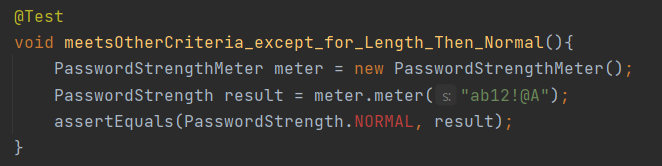 @Test
void meetsOtherCriteria_except_for_Length_Then_Normal(){
PasswordStrengthMeter meter = new PasswordStrengthMeter();
PasswordStrength result = meter.meter( s: "ab12!@A");
assertEquals(PasswordStrength.NORMAL, result);
}